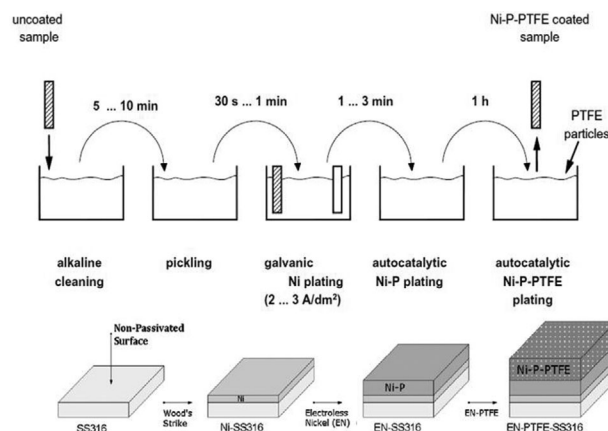 uncoated
sample
Ni-P-PTFE coated
sample
5 ... 10 min
30 s ... 1 min
1 ... 3 min
1 h
PTFE
particles
alkaline
cleaning
pickling
galvanic
Ni plating
(2 ... 3 A/dm²)
autocatalytic
Ni-P plating
autocatalytic
Ni-P-PTFE
plating
Non-Passivated
Surface
Ni
Ni-P
Ni-P-PTFE
SS316
Wood's
Strike
Ni-SS316
Electroless
Nickel (EN)
EN-SS316
EN-PTFE
EN-PTFE-SS316